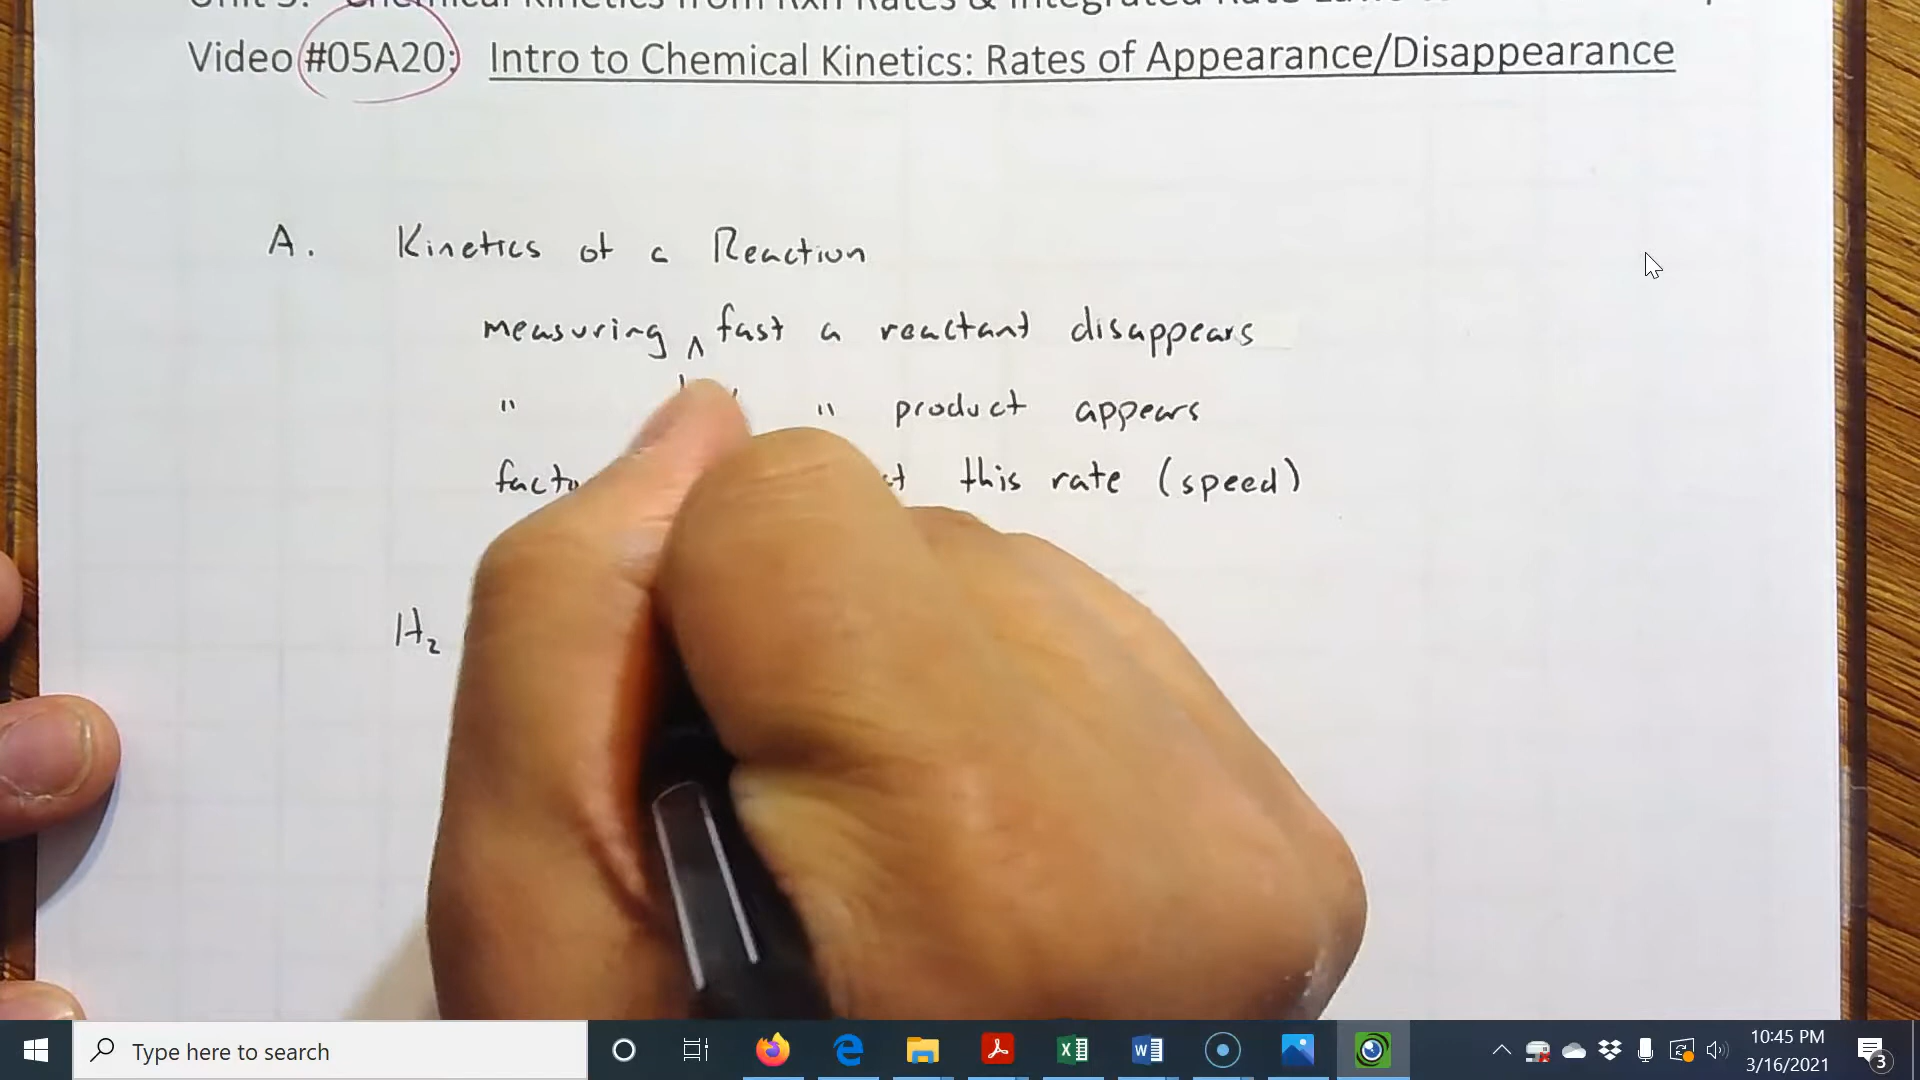 Video #05A20: Intro to Chemical Kinetics: Rates of Appearance/Disappearance
A. Kinetics of a Reaction
measuring ^ fast a reactant disappears
" " product appears
this rate (speed)
H₂
Type here to search
10:45 PM
3/16/2021
3